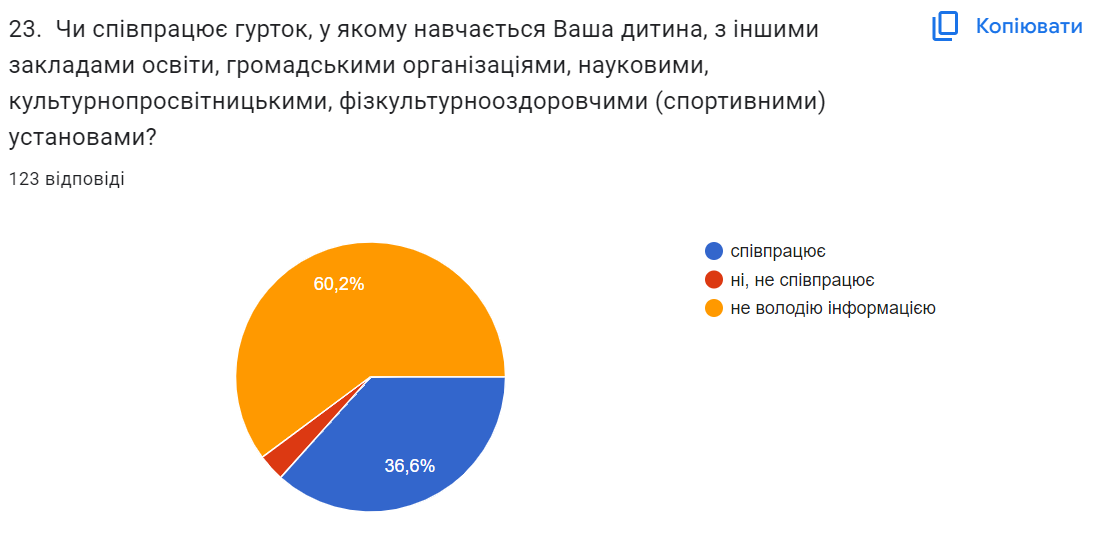 23. Чи співпрацює гурток, у якому навчається Ваша дитина, з іншими
закладами освіти, громадськими організаціями, науковими,
культурнопросвітницькими, фізкультурнооздоровчими (спортивними)
установами?
Копіювати
123 відповіді
60,2%
36,6%
співпрацює
ні, не співпрацює
не володію інформацією